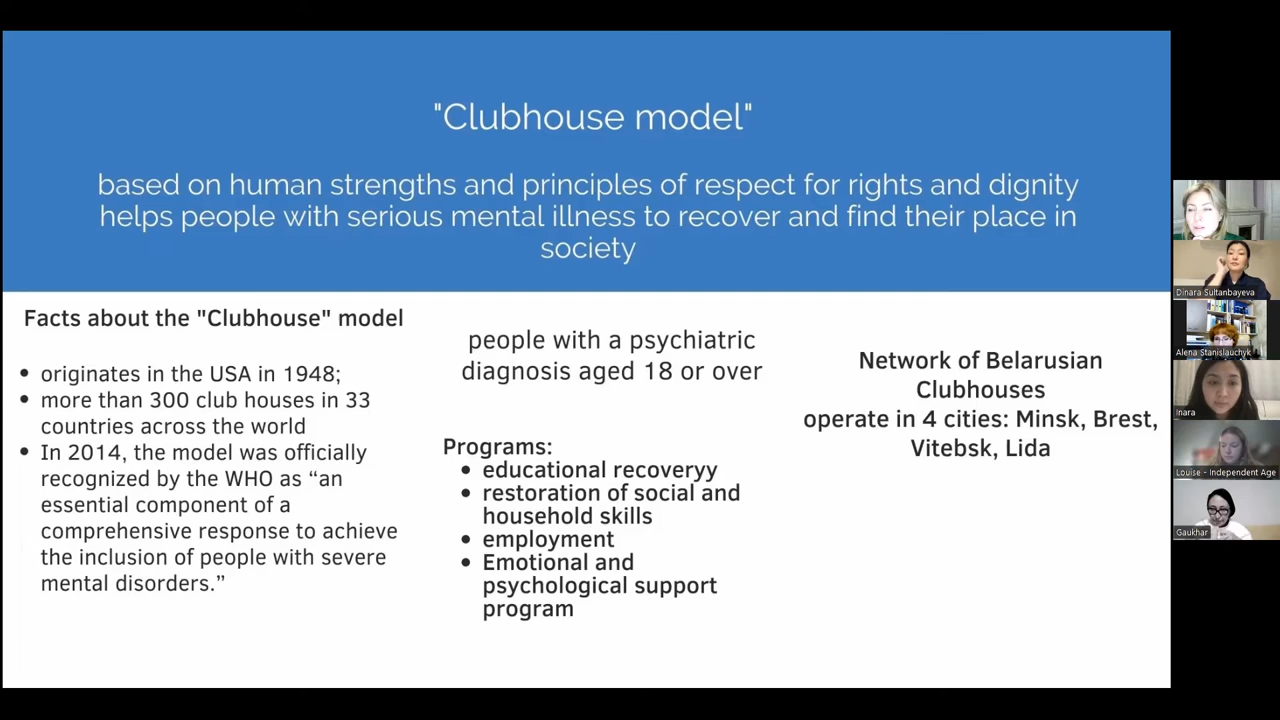 "Clubhouse model"
based on human strengths and principles of respect for rights and dignity
helps people with serious mental illness to recover and find their place in
society
Facts about the "Clubhouse" model
originates in the USA in 1948;
more than 300 club houses in 33
countries across the world
In 2014, the model was officially
recognized by the WHO as “an
essential component of a
comprehensive response to achieve
the inclusion of people with severe
mental disorders.”
people with a psychiatric
diagnosis aged 18 or over
Programs:
educational recoveryy
restoration of social and
household skills
employment
Emotional and
psychological support
program
Network of Belarusian
Clubhouses
operate in 4 cities: Minsk, Brest,
Vitebsk, Lida
Dinara Sultanbayeva
Alena Stanislauchyk
Inara
Louise - Independent Age
Gaukhar